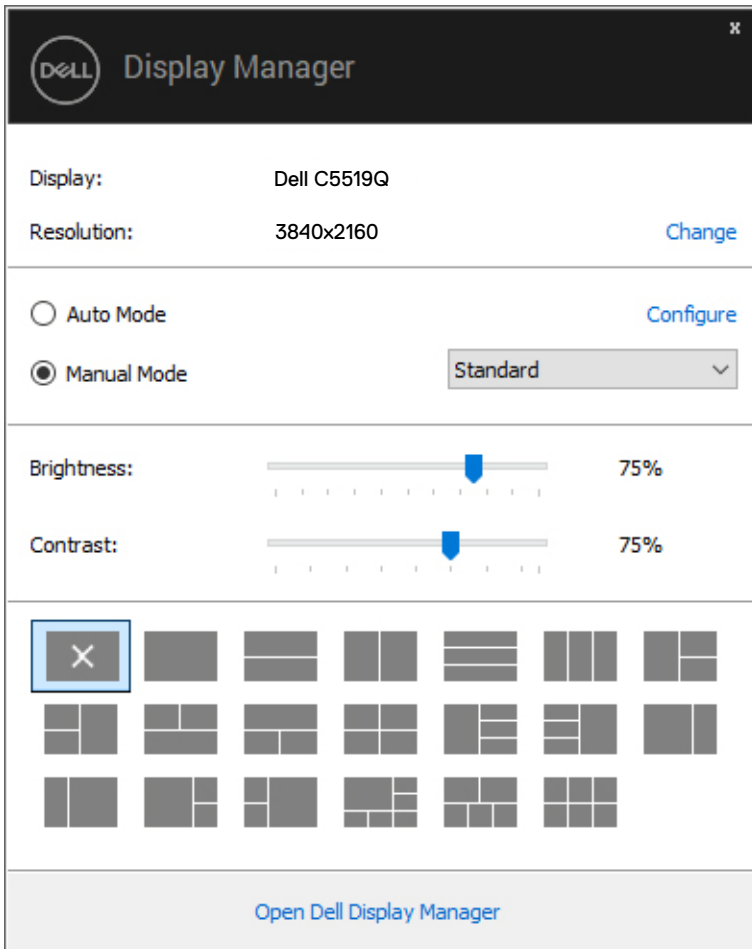 x
DELL Display Manager
Display: Dell C5519Q
Resolution: 3840x2160 Change
Auto Mode Configure
Manual Mode Standard
Brightness: 75%
Contrast: 75%
Open Dell Display Manager